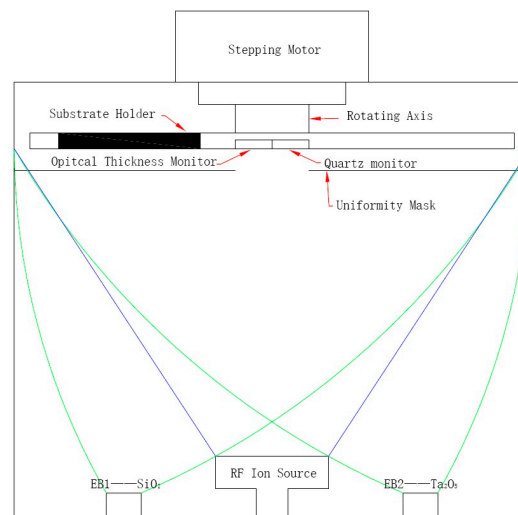 Stepping Motor
Substrate Holder
Rotating Axis
Opitcal Thickness Monitor
Quartz monitor
Uniformity Mask
RF Ion Source
EB1——SiO₂
EB2——Ta₂O₅